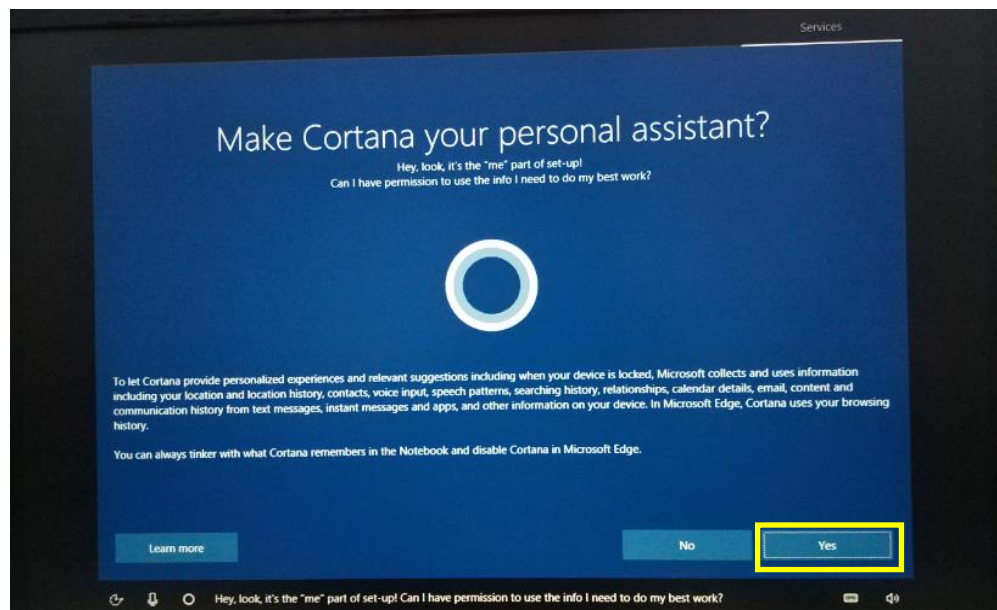 Services
Make Cortana your personal assistant?
Hey, look, it's the "me" part of set-up!
Can I have permission to use the info I need to do my best work?
To let Cortana provide personalized experiences and relevant suggestions including when your device is locked, Microsoft collects and uses information
including your location and location history, contacts, voice input, speech patterns, searching history, relationships, calendar details, email, content and
communication history from text messages, instant messages and apps, and other information on your device. In Microsoft Edge, Cortana uses your browsing
history.
You can always tinker with what Cortana remembers in the Notebook and disable Cortana in Microsoft Edge.
Learn more
No
Yes
Hey, look, it's the "me" part of set-up! Can I have permission to use the info I need to do my best work?